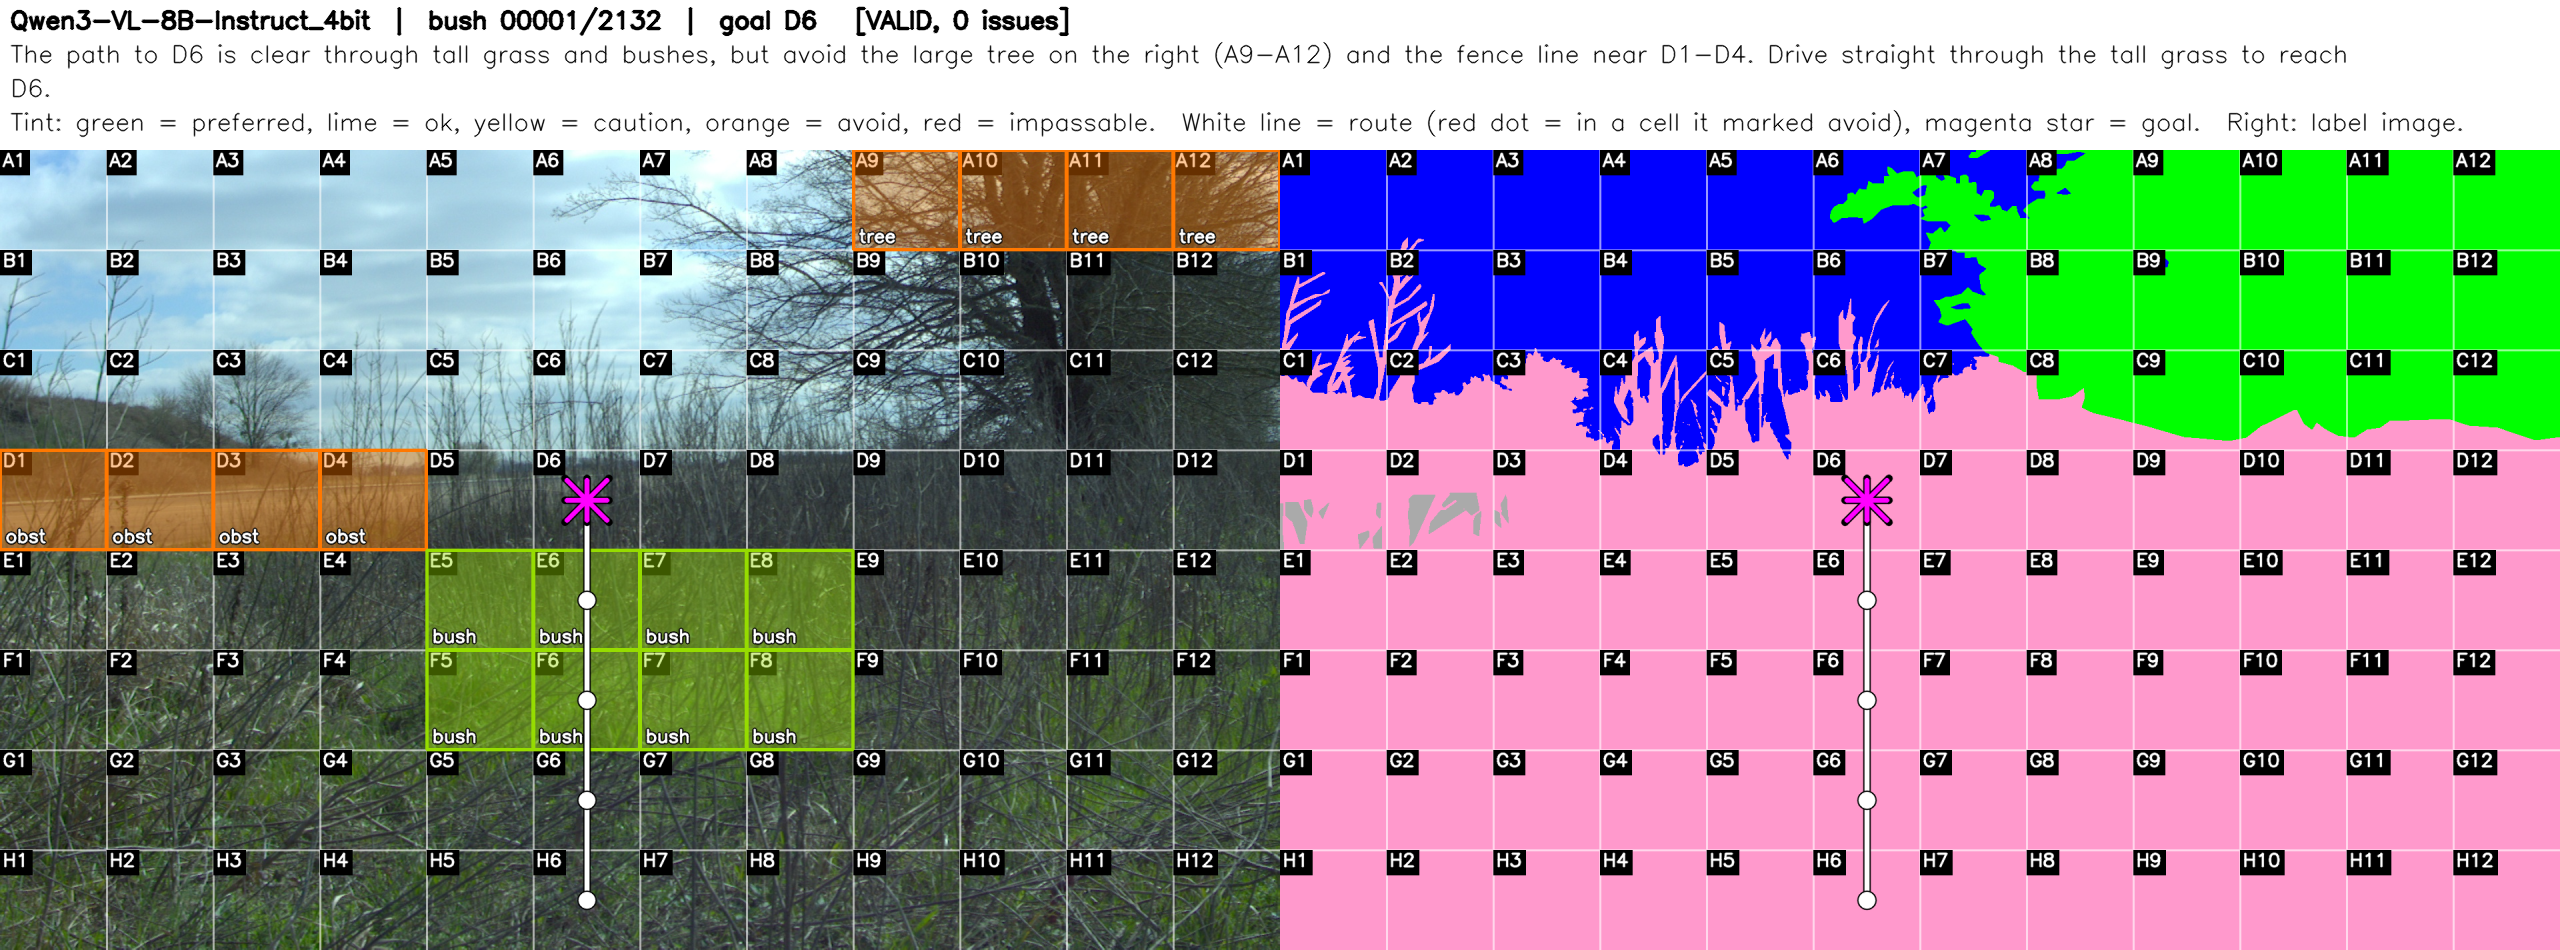 Qwen3-VL-8B-Instruct_4bit | bush 00001/2132 | goal D6 [VALID, 0 issues]
The path to D6 is clear through tall grass and bushes, but avoid the large tree on the right (A9-A12) and the fence line near D1-D4. Drive straight through the tall grass to reach
D6.
Tint: green = preferred, lime = ok, yellow = caution, orange = avoid, red = impassable. White line = route (red dot = in a cell it marked avoid), magenta star = goal. Right: label image.
A1 A2 A3 A4 A5 A6 A7 A8 A9 A10 A11 A12 A1 A2 A3 A4 A5 A6 A7 A8 A9 A10 A11 A12
tree tree tree tree
B1 B2 B3 B4 B5 B6 B7 B8 B9 B10 B11 B12 B1 B2 B3 B4 B5 B6 B7 B8 B9 B10 B11 B12
C1 C2 C3 C4 C5 C6 C7 C8 C9 C10 C11 C12 C1 C2 C3 C4 C5 C6 C7 C8 C9 C10 C11 C12
D1 D2 D3 D4 D5 D6 D7 D8 D9 D10 D11 D12 D1 D2 D3 D4 D5 D6 D7 D8 D9 D10 D11 D12
obst obst obst obst
E1 E2 E3 E4 E5 E6 E7 E8 E9 E10 E11 E12 E1 E2 E3 E4 E5 E6 E7 E8 E9 E10 E11 E12
bush bush bush bush
F1 F2 F3 F4 F5 F6 F7 F8 F9 F10 F11 F12 F1 F2 F3 F4 F5 F6 F7 F8 F9 F10 F11 F12
bush bush bush bush
G1 G2 G3 G4 G5 G6 G7 G8 G9 G10 G11 G12 G1 G2 G3 G4 G5 G6 G7 G8 G9 G10 G11 G12
H1 H2 H3 H4 H5 H6 H7 H8 H9 H10 H11 H12 H1 H2 H3 H4 H5 H6 H7 H8 H9 H10 H11 H12